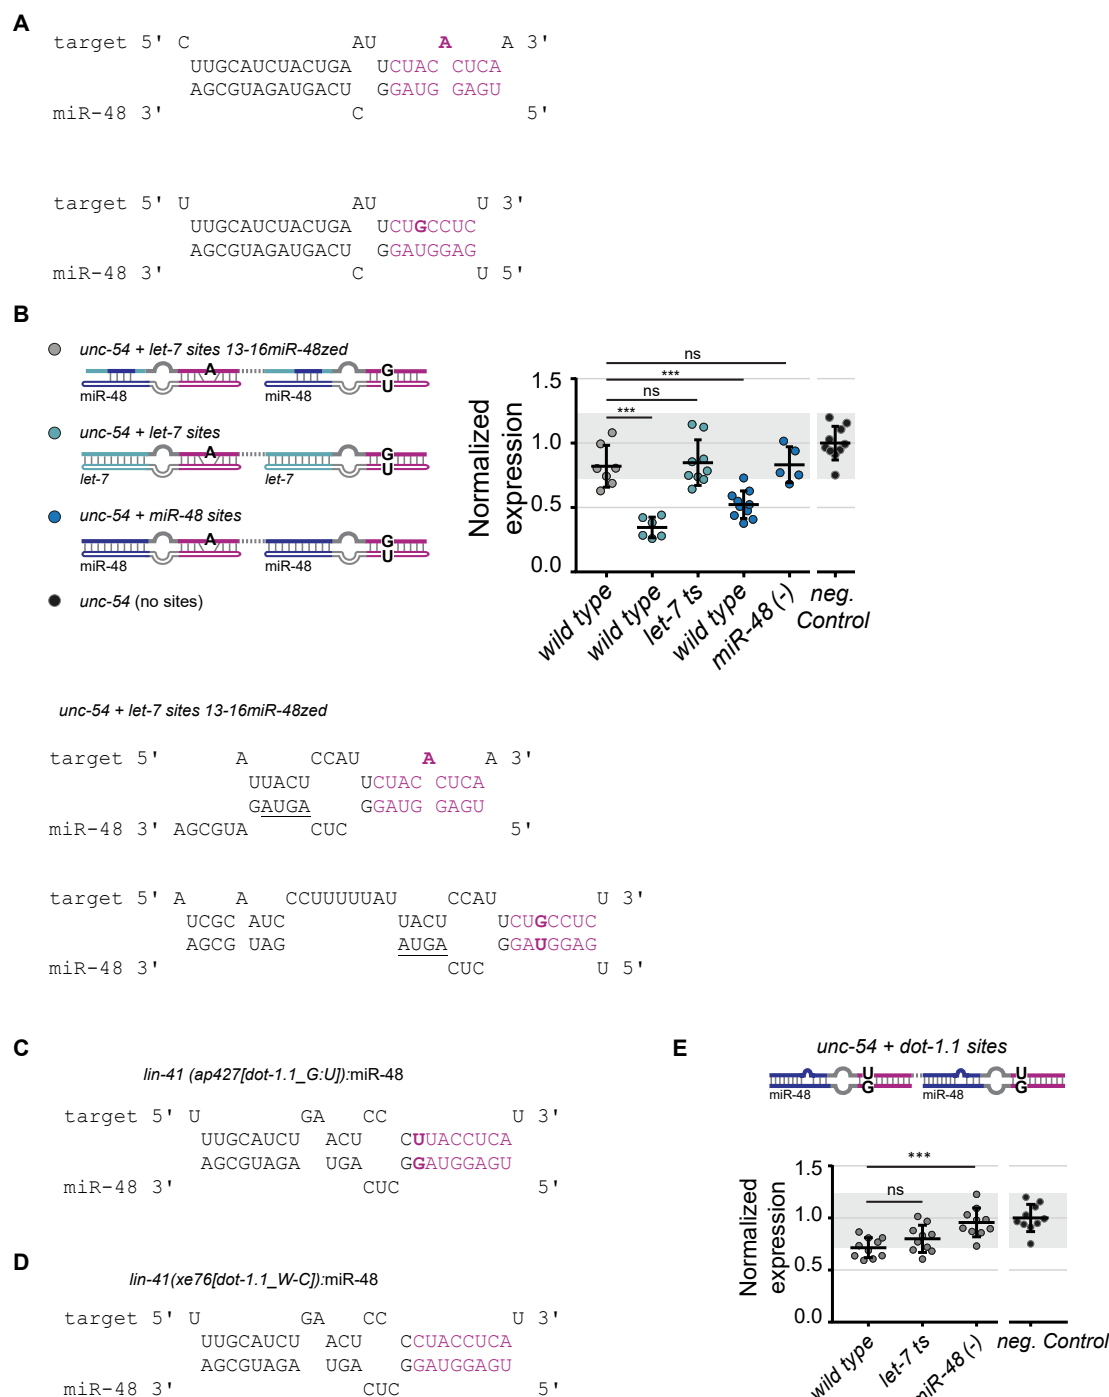 A
target 5' C AU A A 3'
UUGCAUCUACUGA UCUAC CUCA
AGCGUAGAUGACU GGAUG GAGU
miR-48 3' C 5'
target 5' U AU U 3'
UUGCAUCUACUGA UCUGCCUC
AGCGUAGAUGACU GGAUGGAG
miR-48 3' C U 5'
B
unc-54 + let-7 sites 13-16miR-48zed
A G
U
miR-48 miR-48
unc-54 + let-7 sites
A G
U
let-7 let-7
unc-54 + miR-48 sites
A G
U
miR-48 miR-48
unc-54 (no sites)
Normalized
expression
1.5
1.0
0.5
0.0
ns
***
ns
***
wild type
wild type
let-7 ts
wild type
miR-48 (-)
neg.
Control
unc-54 + let-7 sites 13-16miR-48zed
target 5' A CCAU A A 3'
UUACU UCUAC CUCA
GAUGA GGAUG GAGU
miR-48 3' AGCGUA CUC 5'
target 5' A A CCUUUUUAU CCAU U 3'
UCGC AUC UACU UCUGCCUC
AGCG UAG AUGA GGAUGGAG
miR-48 3' CUC U 5'
C
lin-41 (ap427[dot-1.1_G:U]):miR-48
target 5' U GA CC U 3'
UUGCAUCU ACU CUUACCUCA
AGCGUAGA UGA GGAUGGAGU
miR-48 3' CUC 5'
D
lin-41(xe76[dot-1.1_W-C]):miR-48
target 5' U GA CC U 3'
UUGCAUCU ACU CCUACCUCA
AGCGUAGA UGA GGAUGGAGU
miR-48 3' CUC 5'
E
unc-54 + dot-1.1 sites
U U
G G
miR-48 miR-48
Normalized
expression
1.5
1.0
0.5
0.0
***
ns
wild type
let-7 ts
miR-48 (-)
neg. Control